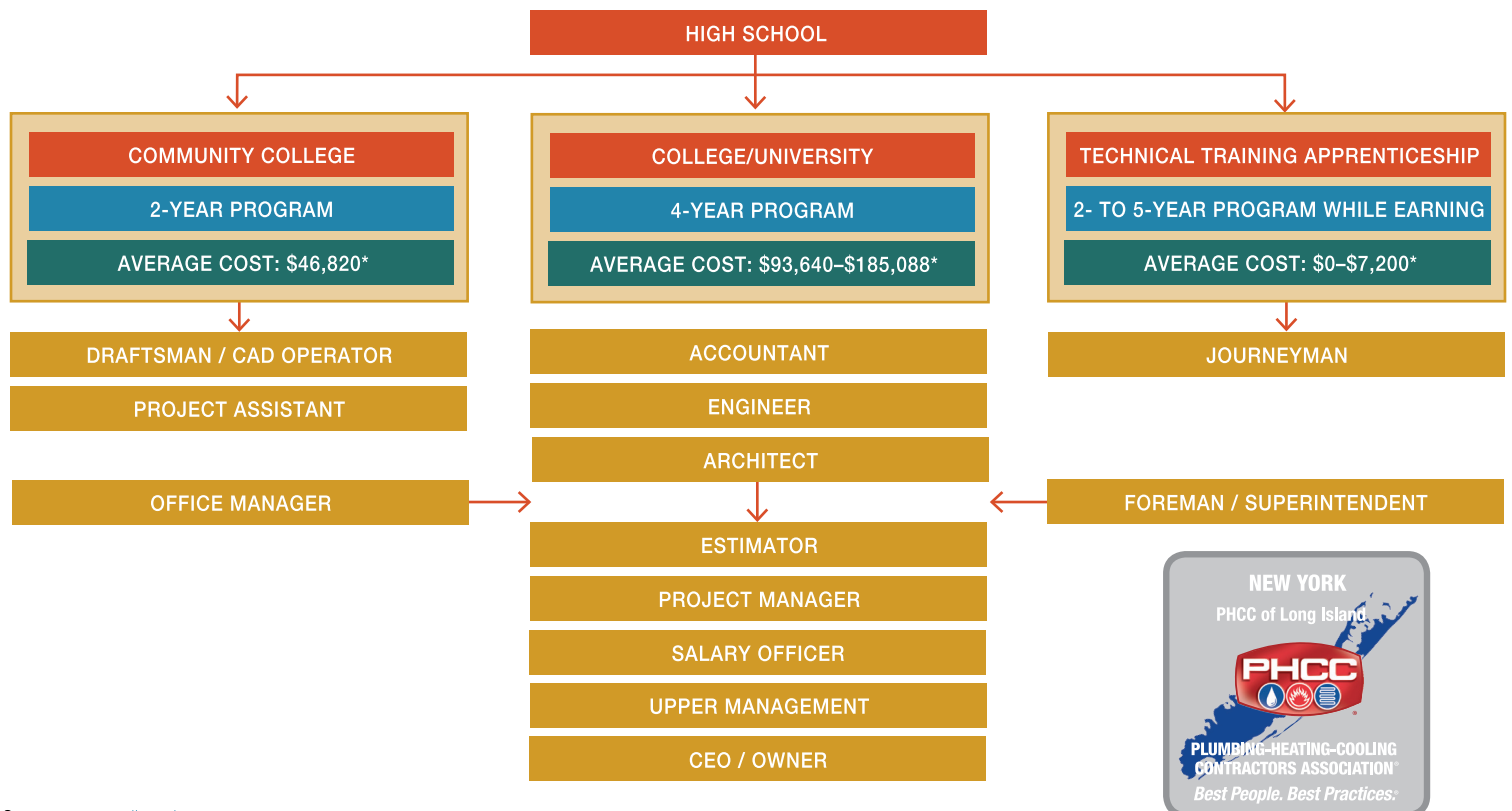 HIGH SCHOOL
COMMUNITY COLLEGE
2-YEAR PROGRAM
AVERAGE COST: $46,820*
COLLEGE/UNIVERSITY
4-YEAR PROGRAM
AVERAGE COST: $93,640–$185,088*
TECHNICAL TRAINING APPRENTICESHIP
2- TO 5-YEAR PROGRAM WHILE EARNING
AVERAGE COST: $0–$7,200*
DRAFTSMAN / CAD OPERATOR
PROJECT ASSISTANT
OFFICE MANAGER
ACCOUNTANT
ENGINEER
ARCHITECT
JOURNEYMAN
FOREMAN / SUPERINTENDENT
ESTIMATOR
PROJECT MANAGER
SALARY OFFICER
UPPER MANAGEMENT
CEO / OWNER
NEW YORK
PHCC of Long Island
PHCC
PLUMBING-HEATING-COOLING
CONTRACTORS ASSOCIATION®
Best People. Best Practices.®